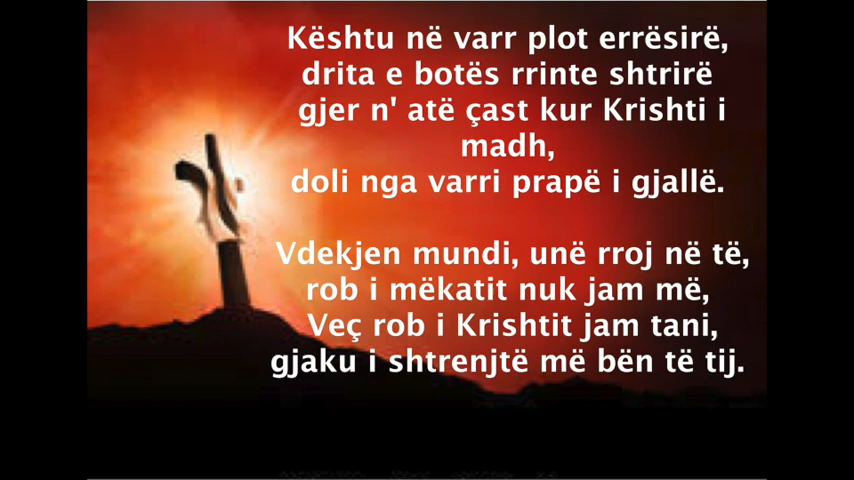 Kështu në varr plot errësirë,
drita e botës rrinte shtrirë
gjer n' atë çast kur Krishti i
madh,
doli nga varri prapë i gjallë.
Vdekjen mundi, unë rroj në të,
rob i mëkatit nuk jam më,
Veç rob i Krishtit jam tani,
gjaku i shtrenjtë më bën të tij.